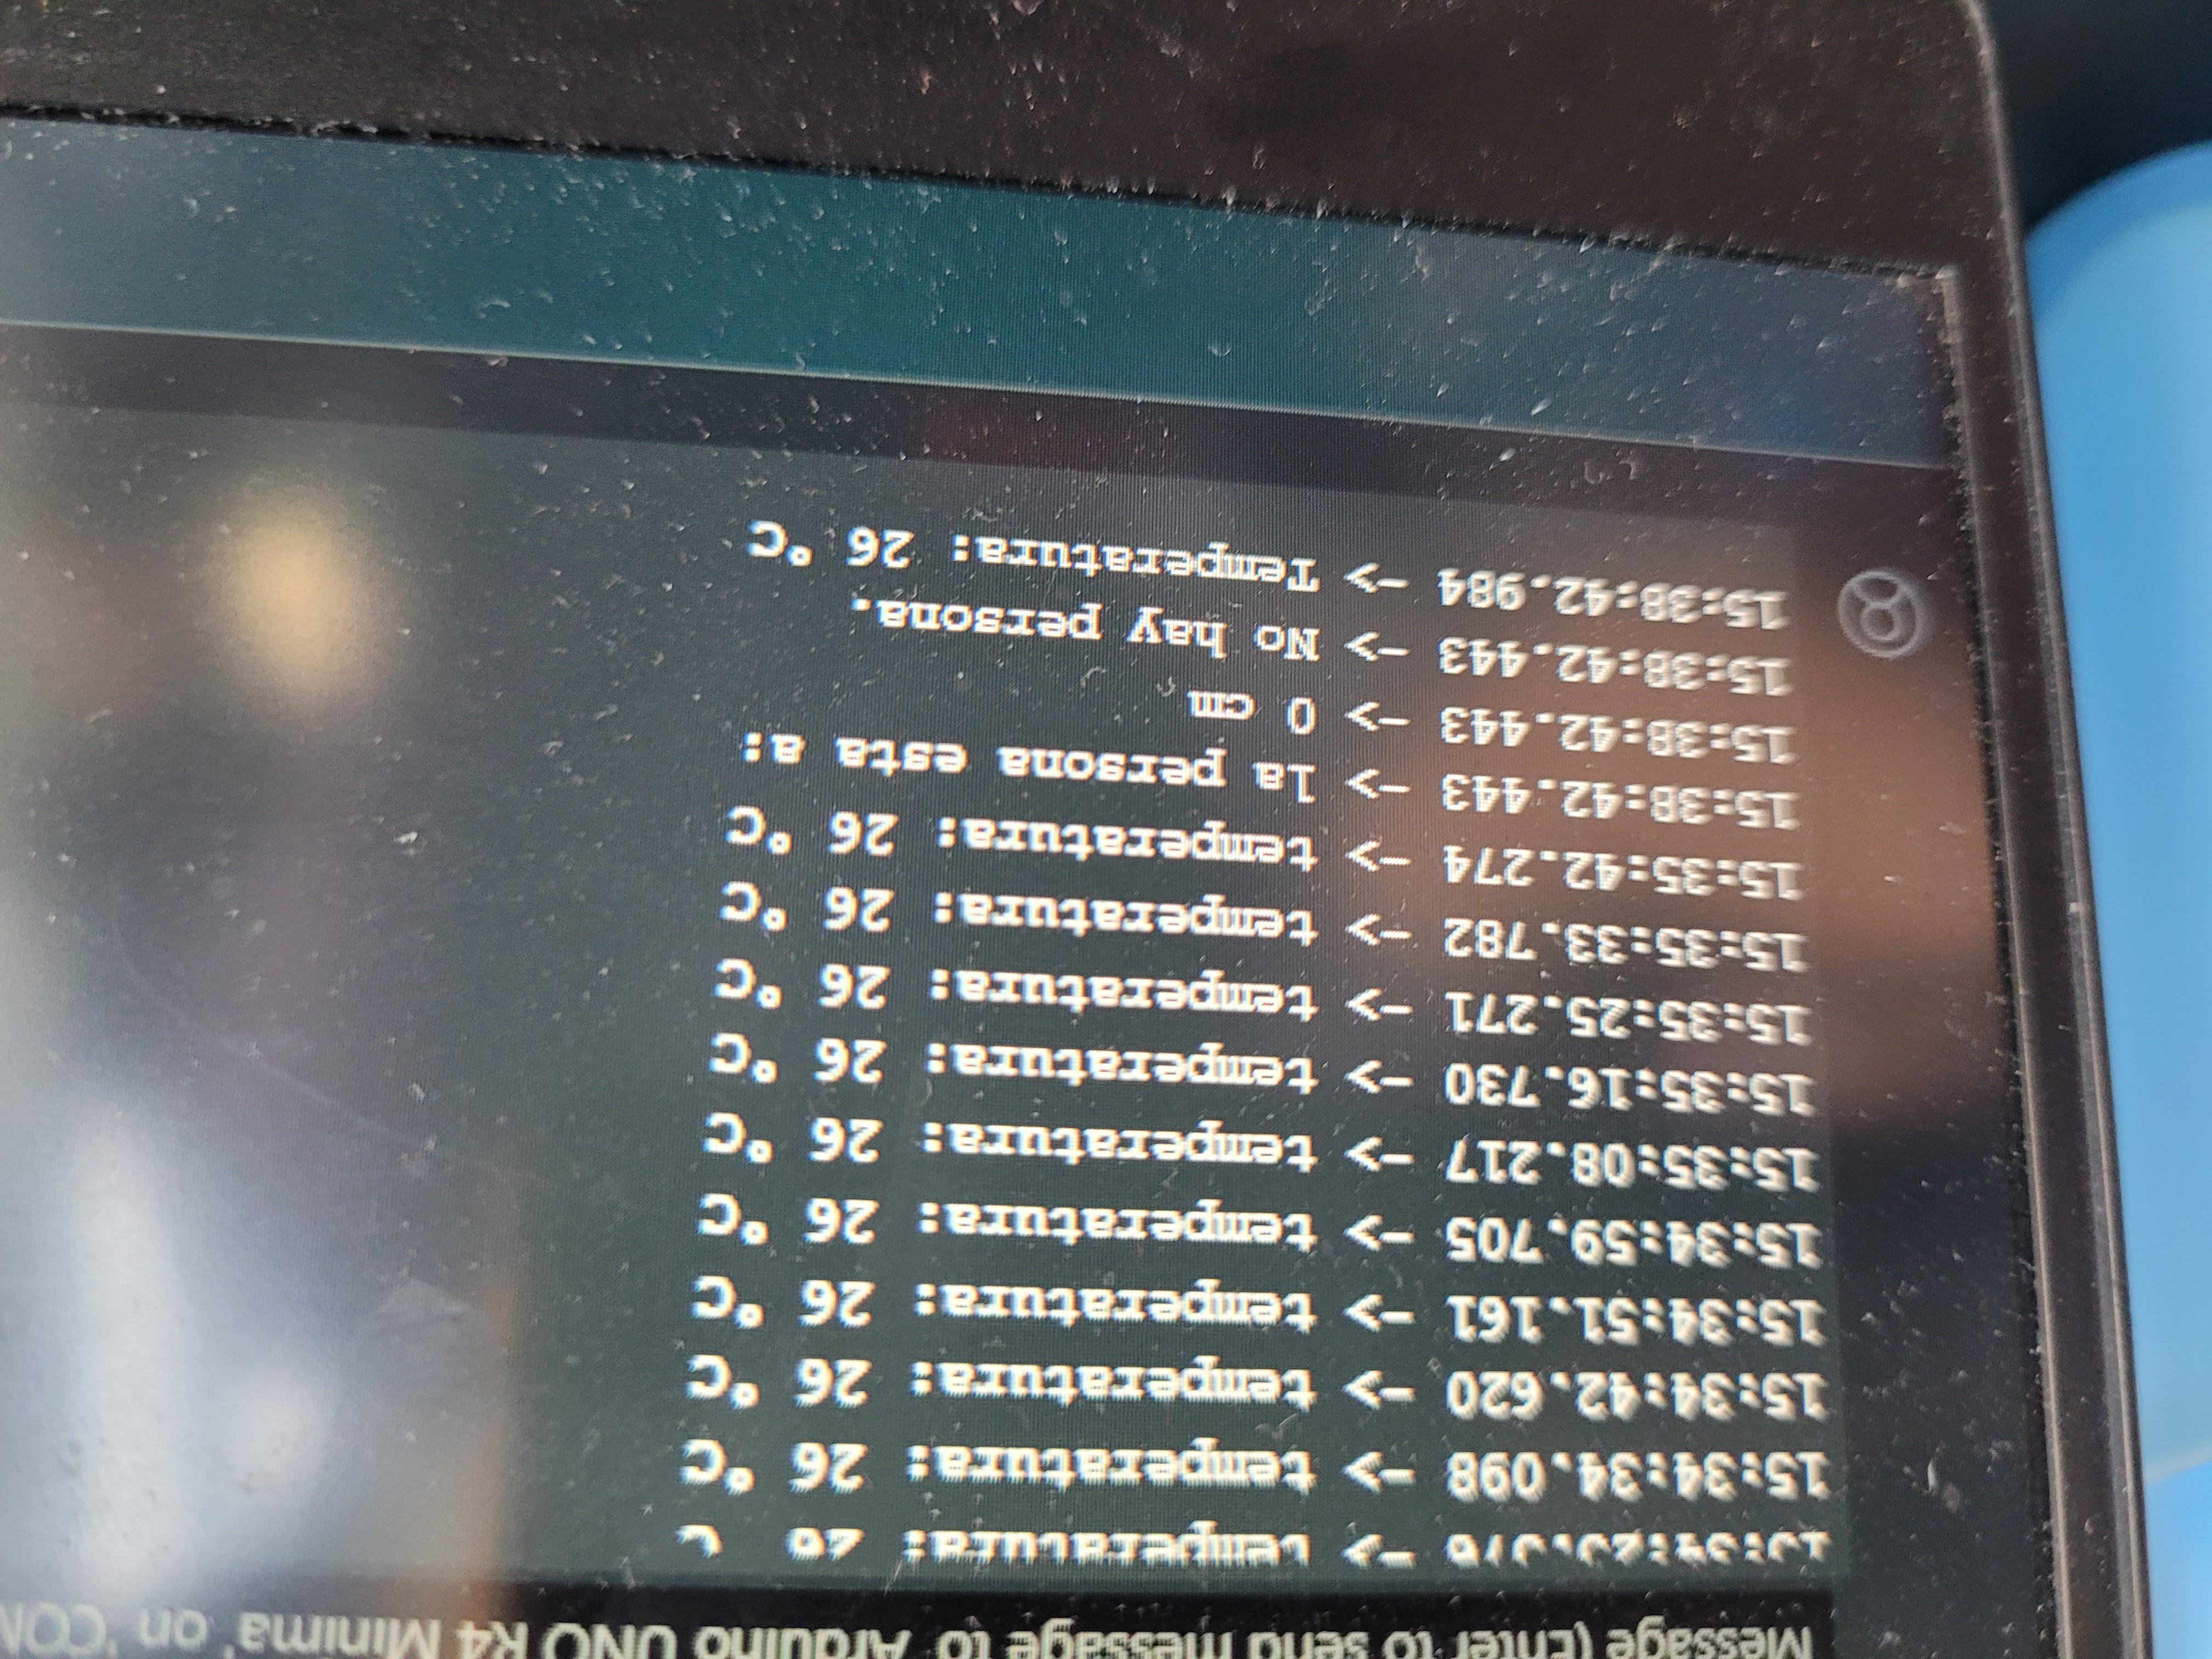 Message (Enter to send message to 'Arduino UNO R4 Minima' on 'COM
-> temperatura: 26 °C
15:34:34.098 -> temperatura: 26 °C
15:34:42.620 -> temperatura: 26 °C
15:34:51.161 -> temperatura: 26 °C
15:34:59.705 -> temperatura: 26 °C
15:35:08.217 -> temperatura: 26 °C
15:35:16.730 -> temperatura: 26 °C
15:35:25.271 -> temperatura: 26 °C
15:35:33.782 -> temperatura: 26 °C
15:35:42.274 -> temperatura: 26 °C
15:38:42.443 -> la persona esta a:
15:38:42.443 -> 0 cm
15:38:42.443 -> No hay persona.
15:38:42.984 -> Temperatura: 26 °C